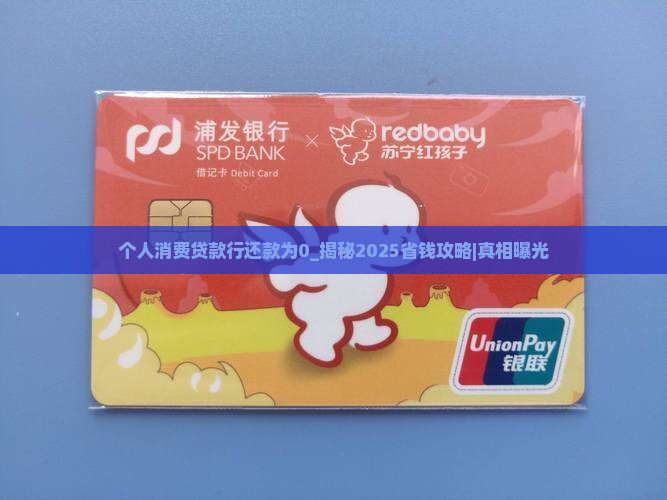 浦发银行
SPD BANK
借记卡 Debit Card
×
redbaby
苏宁红孩子
个人消费贷款行还款为0_揭秘2025省钱攻略|真相曝光
UnionPay
银联